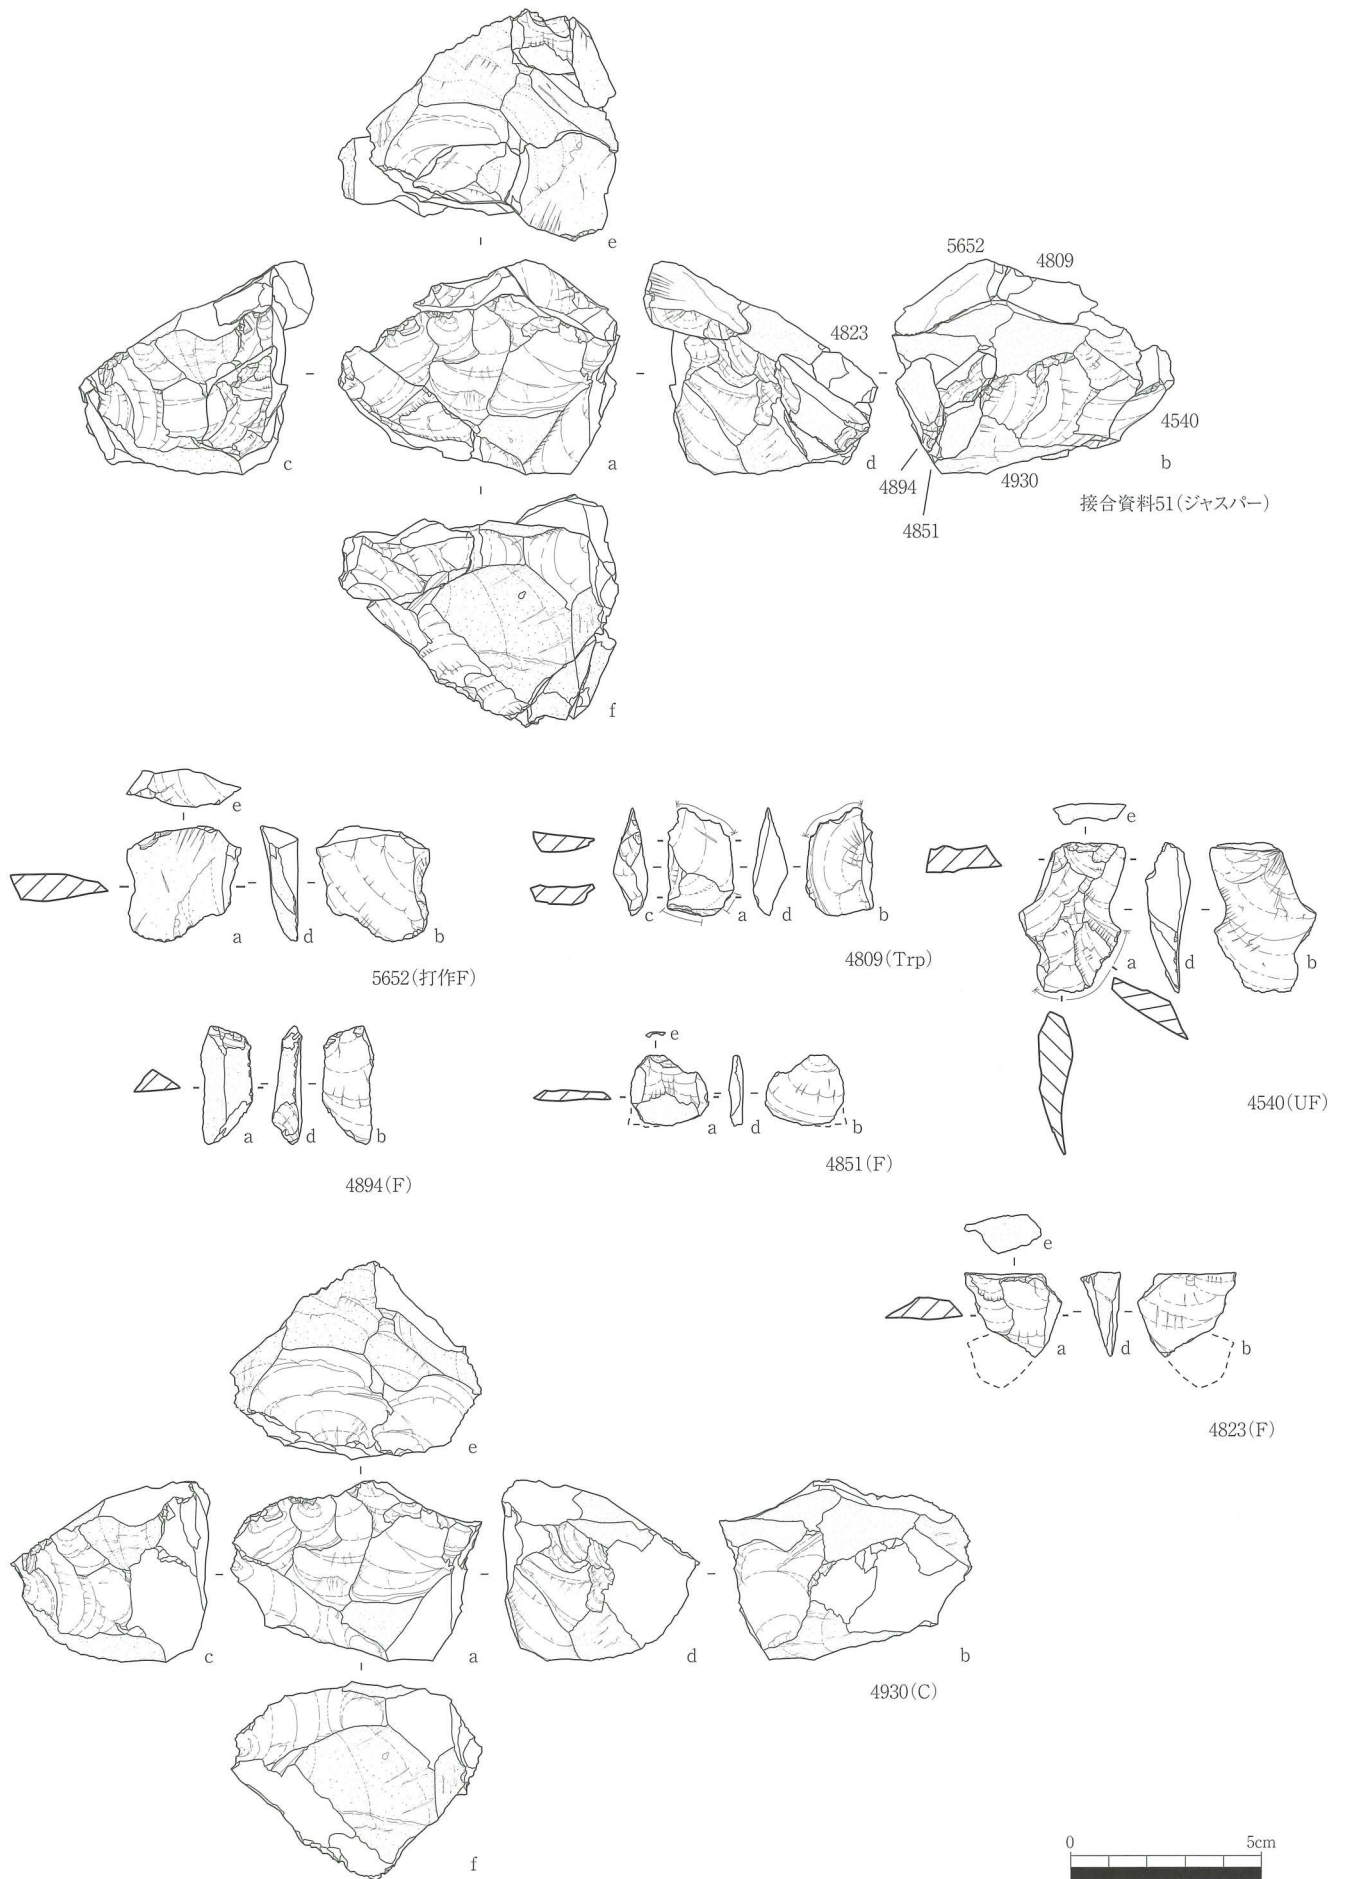 e
5652
4809
4823
4540
c
a
d
b
4894
4930
4851
接合資料51(ジャスパー)
f
e
a
d
b
5652(打作F)
c
a
d
b
4809(Trp)
e
a
d
b
4540(UF)
a
d
b
4894(F)
e
a
d
b
4851(F)
e
a
d
b
4823(F)
e
c
a
d
b
4930(C)
f
0
5cm